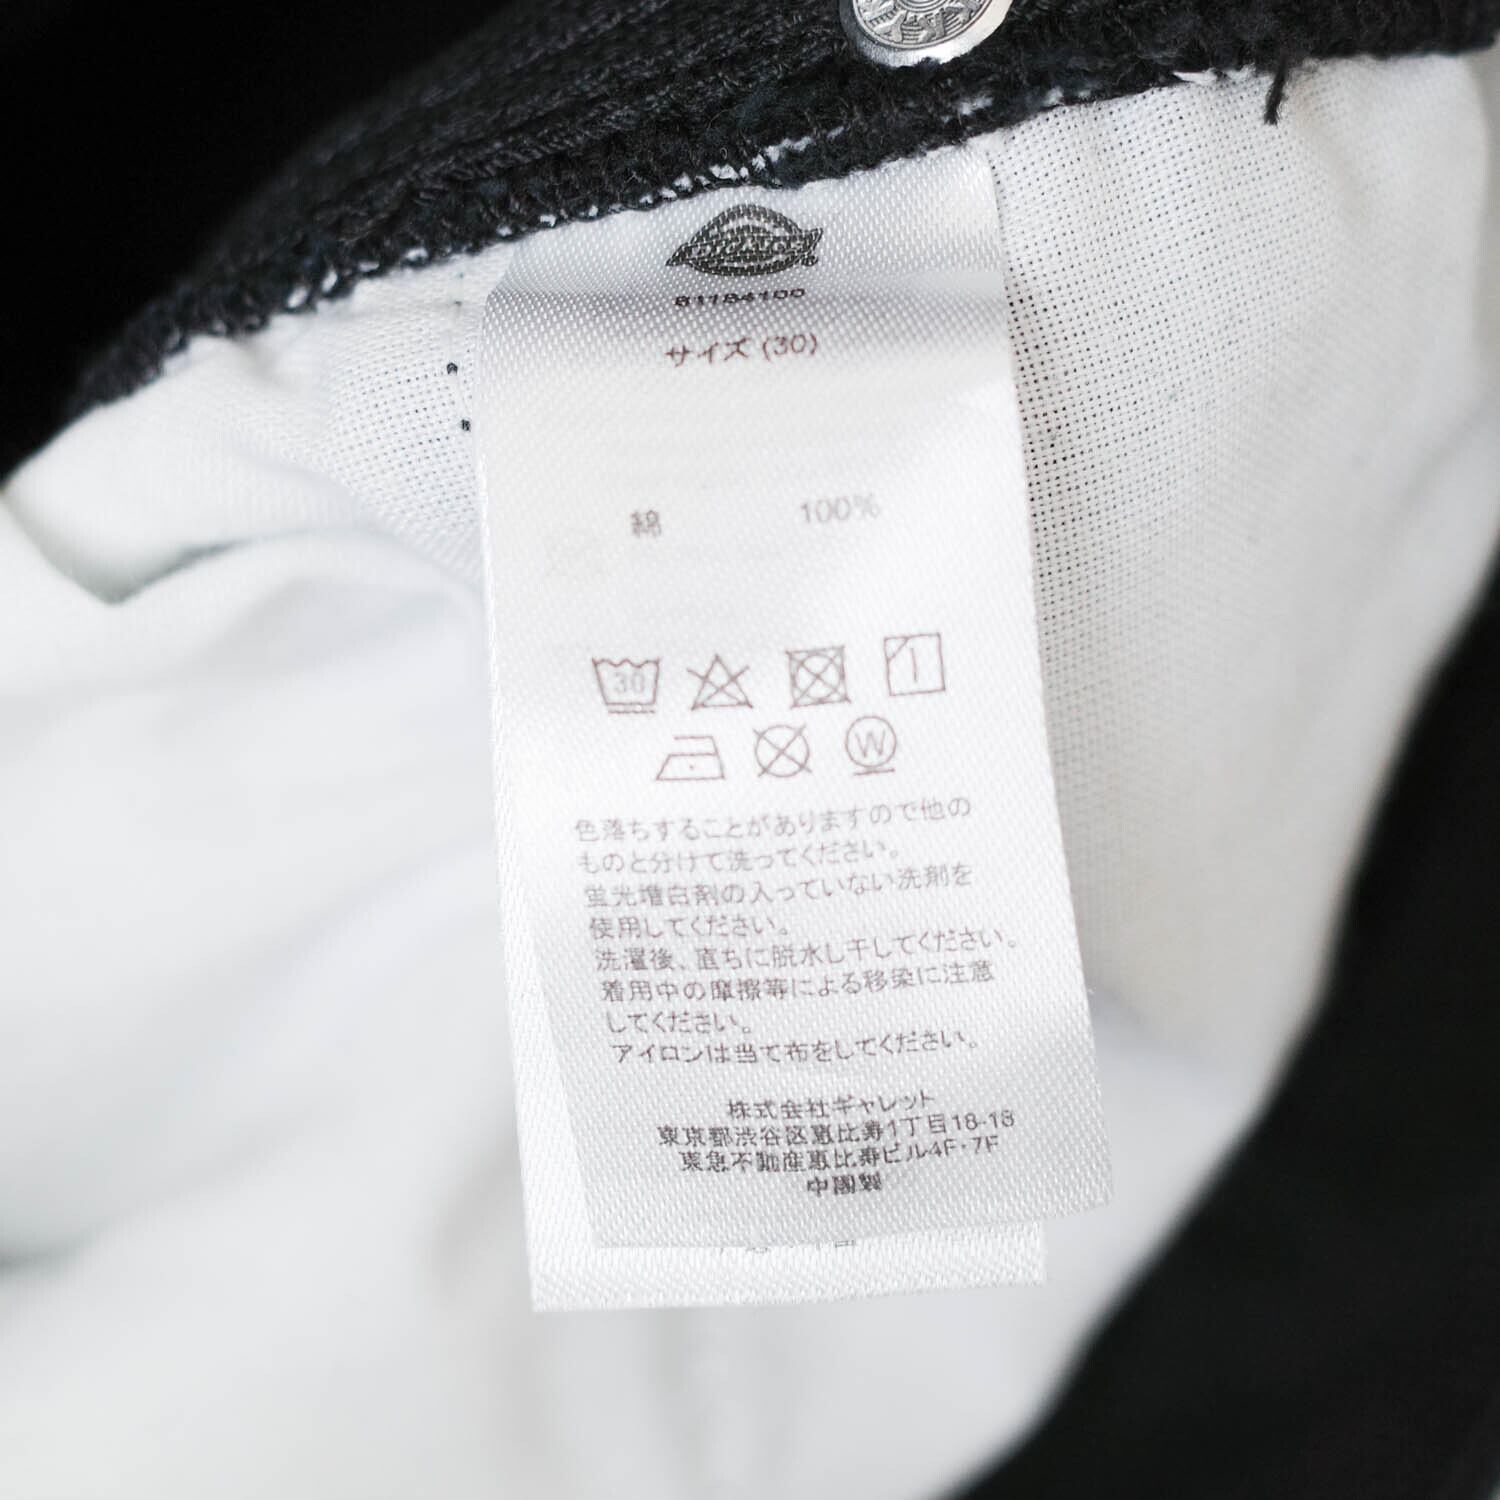 Dickies®
81184100
サイズ (30)
綿 100%
30
W
色落ちすることがありますので他の
ものと分けて洗ってください。
蛍光増白剤の入っていない洗剤を
使用してください。
洗濯後、直ちに脱水し干してください。
着用中の摩擦等による移染に注意
してください。
アイロンは当て布をしてください。
株式会社ギャレット
東京都渋谷区恵比寿1丁目18-18
東急不動産恵比寿ビル4F・7F
中国製